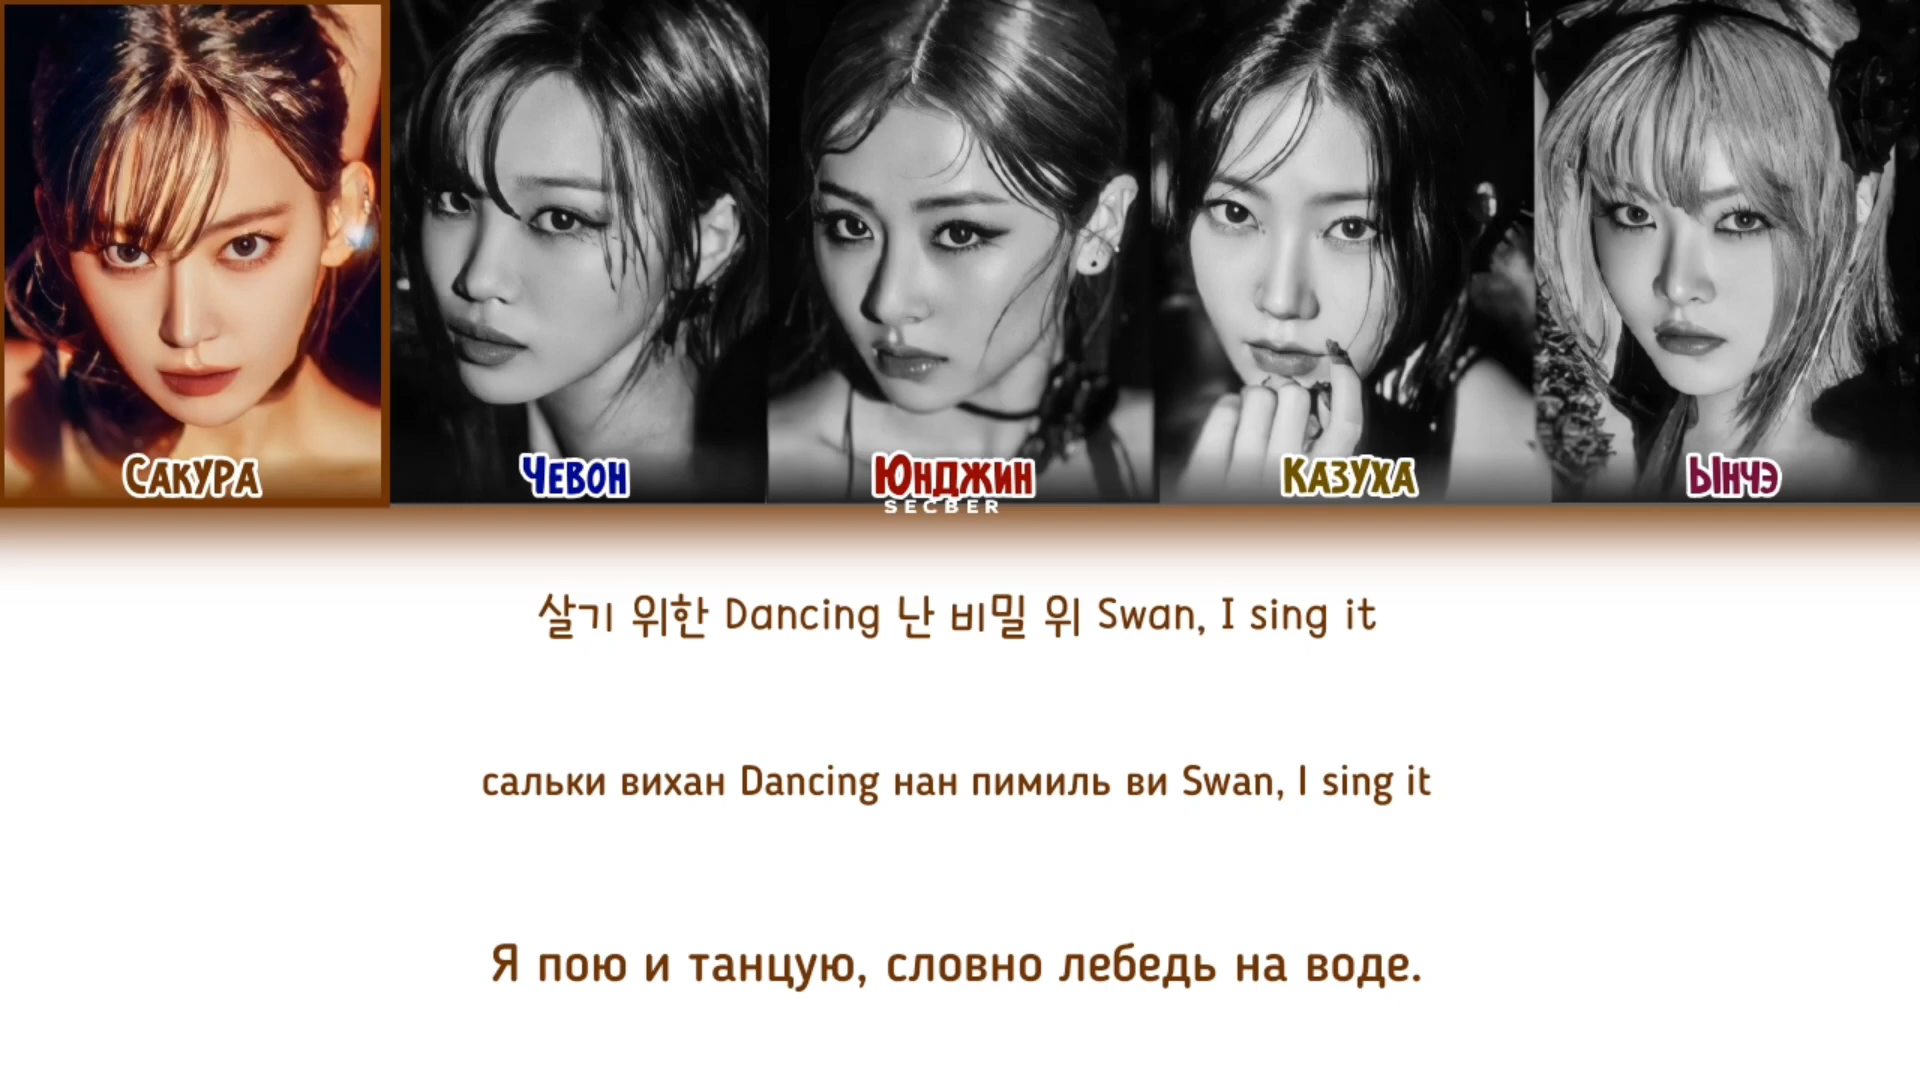 Сакура Чевон Юнджин Казуха Ынчэ
SECBER
살기 위한 Dancing 난 비밀 위 Swan, I sing it
сальки вихан Dancing нан пимиль ви Swan, I sing it
Я пою и танцую, словно лебедь на воде.